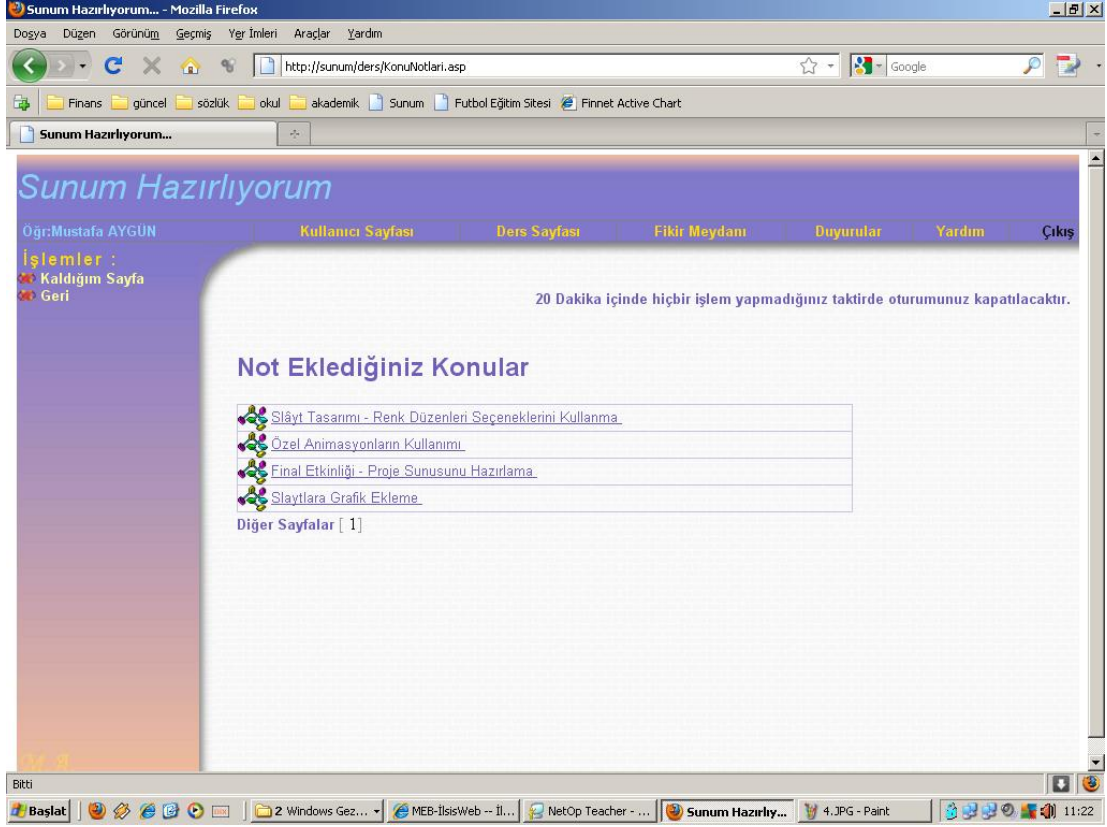 Sunum Hazırlıyorum... - Mozilla Firefox
Dosya Düzen Görünüm Geçmiş Yer İmleri Araçlar Yardım
http://sunum/ders/KonuNotlari.asp Google
Finans güncel sözlük okul akademik Sunum Futbol Eğitim Sitesi Finnet Active Chart
Sunum Hazırlıyorum...
Sunum Hazırlıyorum
Öğr:Mustafa AYGÜN Kullanıcı Sayfası Ders Sayfası Fikir Meydanı Duyurular Yardım Çıkış
İşlemler :
Kaldığım Sayfa
Geri
20 Dakika içinde hiçbir işlem yapmadığınız taktirde oturumunuz kapatılacaktır.
Not Eklediğiniz Konular
Slâyt Tasarımı - Renk Düzenleri Seçeneklerini Kullanma
Özel Animasyonların Kullanımı
Final Etkinliği - Proje Sunusunu Hazırlama
Slaytlara Grafik Ekleme
Diğer Sayfalar [ 1]
M. A.
Bitti
Başlat 2 Windows Gez... MEB-İlsisWeb -- İl... NetOp Teacher - ... Sunum Hazırlıy... 4.JPG - Paint 11:22